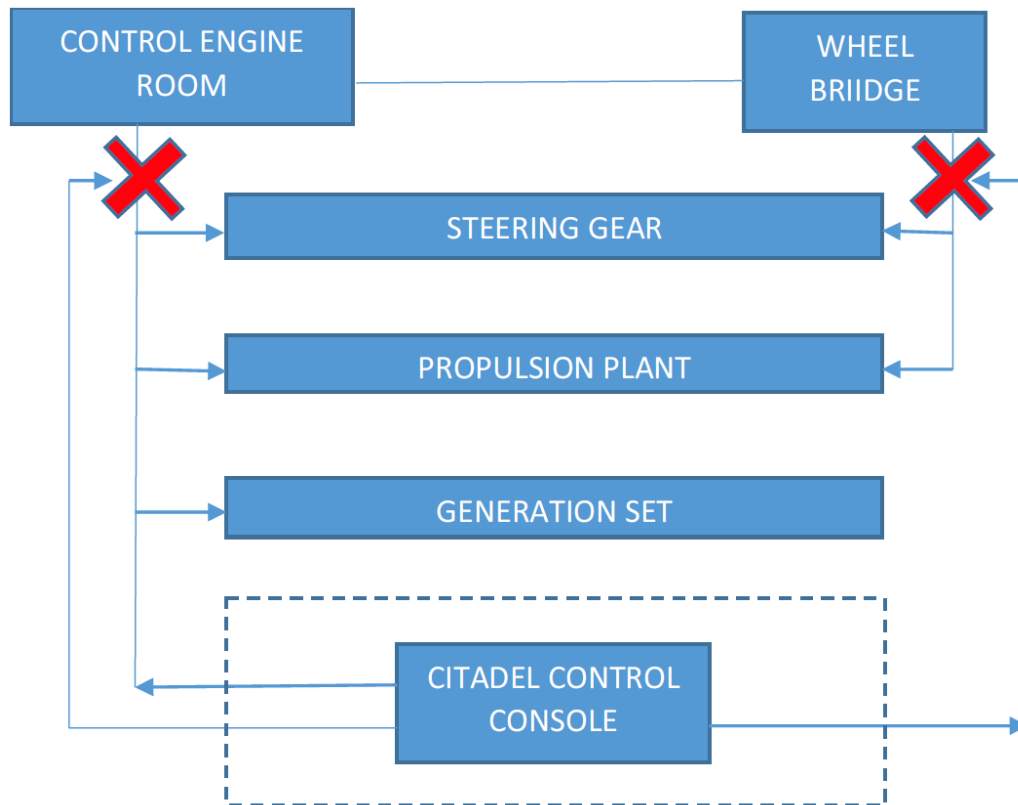 CONTROL ENGINE
ROOM
WHEEL
BRIIDGE
STEERING GEAR
PROPULSION PLANT
GENERATION SET
CITADEL CONTROL
CONSOLE